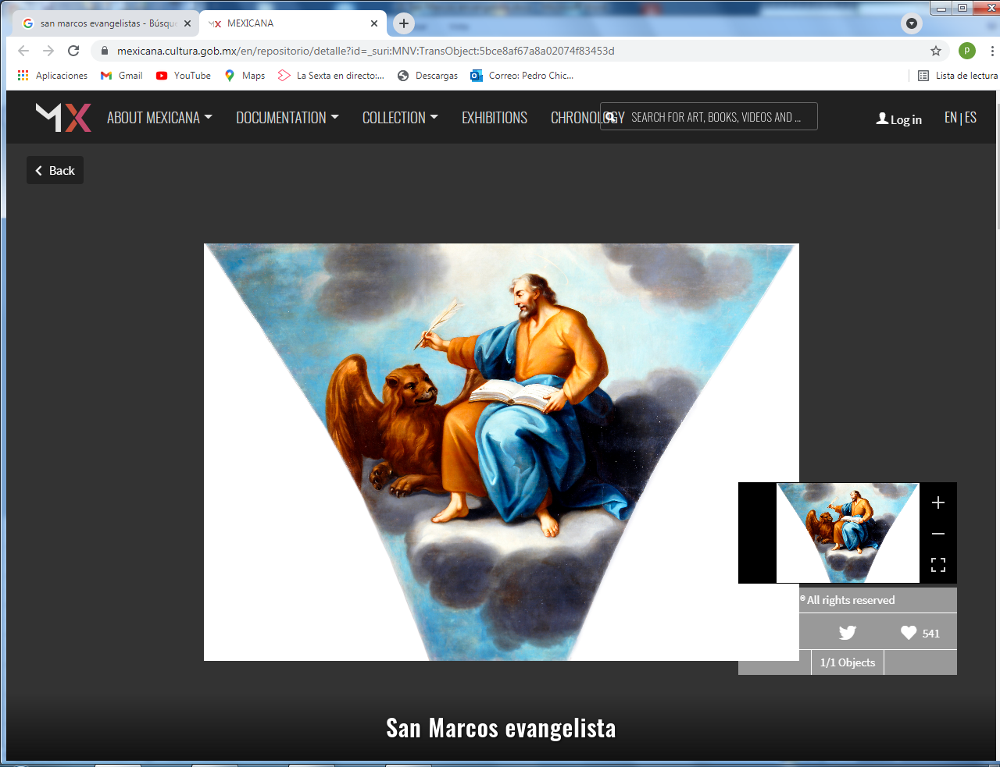 san marcos evangelistas - Búsqu
MEXICANA
mexicana.cultura.gob.mx/en/repositorio/detalle?id=_suri:MNV:TransObject:5bce8af67a8a02074f83453d
P
Aplicaciones Gmail YouTube Maps La Sexta en directo:... Descargas Correo: Pedro Chic... Lista de lectura
MX ABOUT MEXICANA DOCUMENTATION COLLECTION EXHIBITIONS CHRONOLOGY SEARCH FOR ART, BOOKS, VIDEOS AND ... Log in EN | ES
Back
® All rights reserved
541
1/1 Objects
San Marcos evangelista